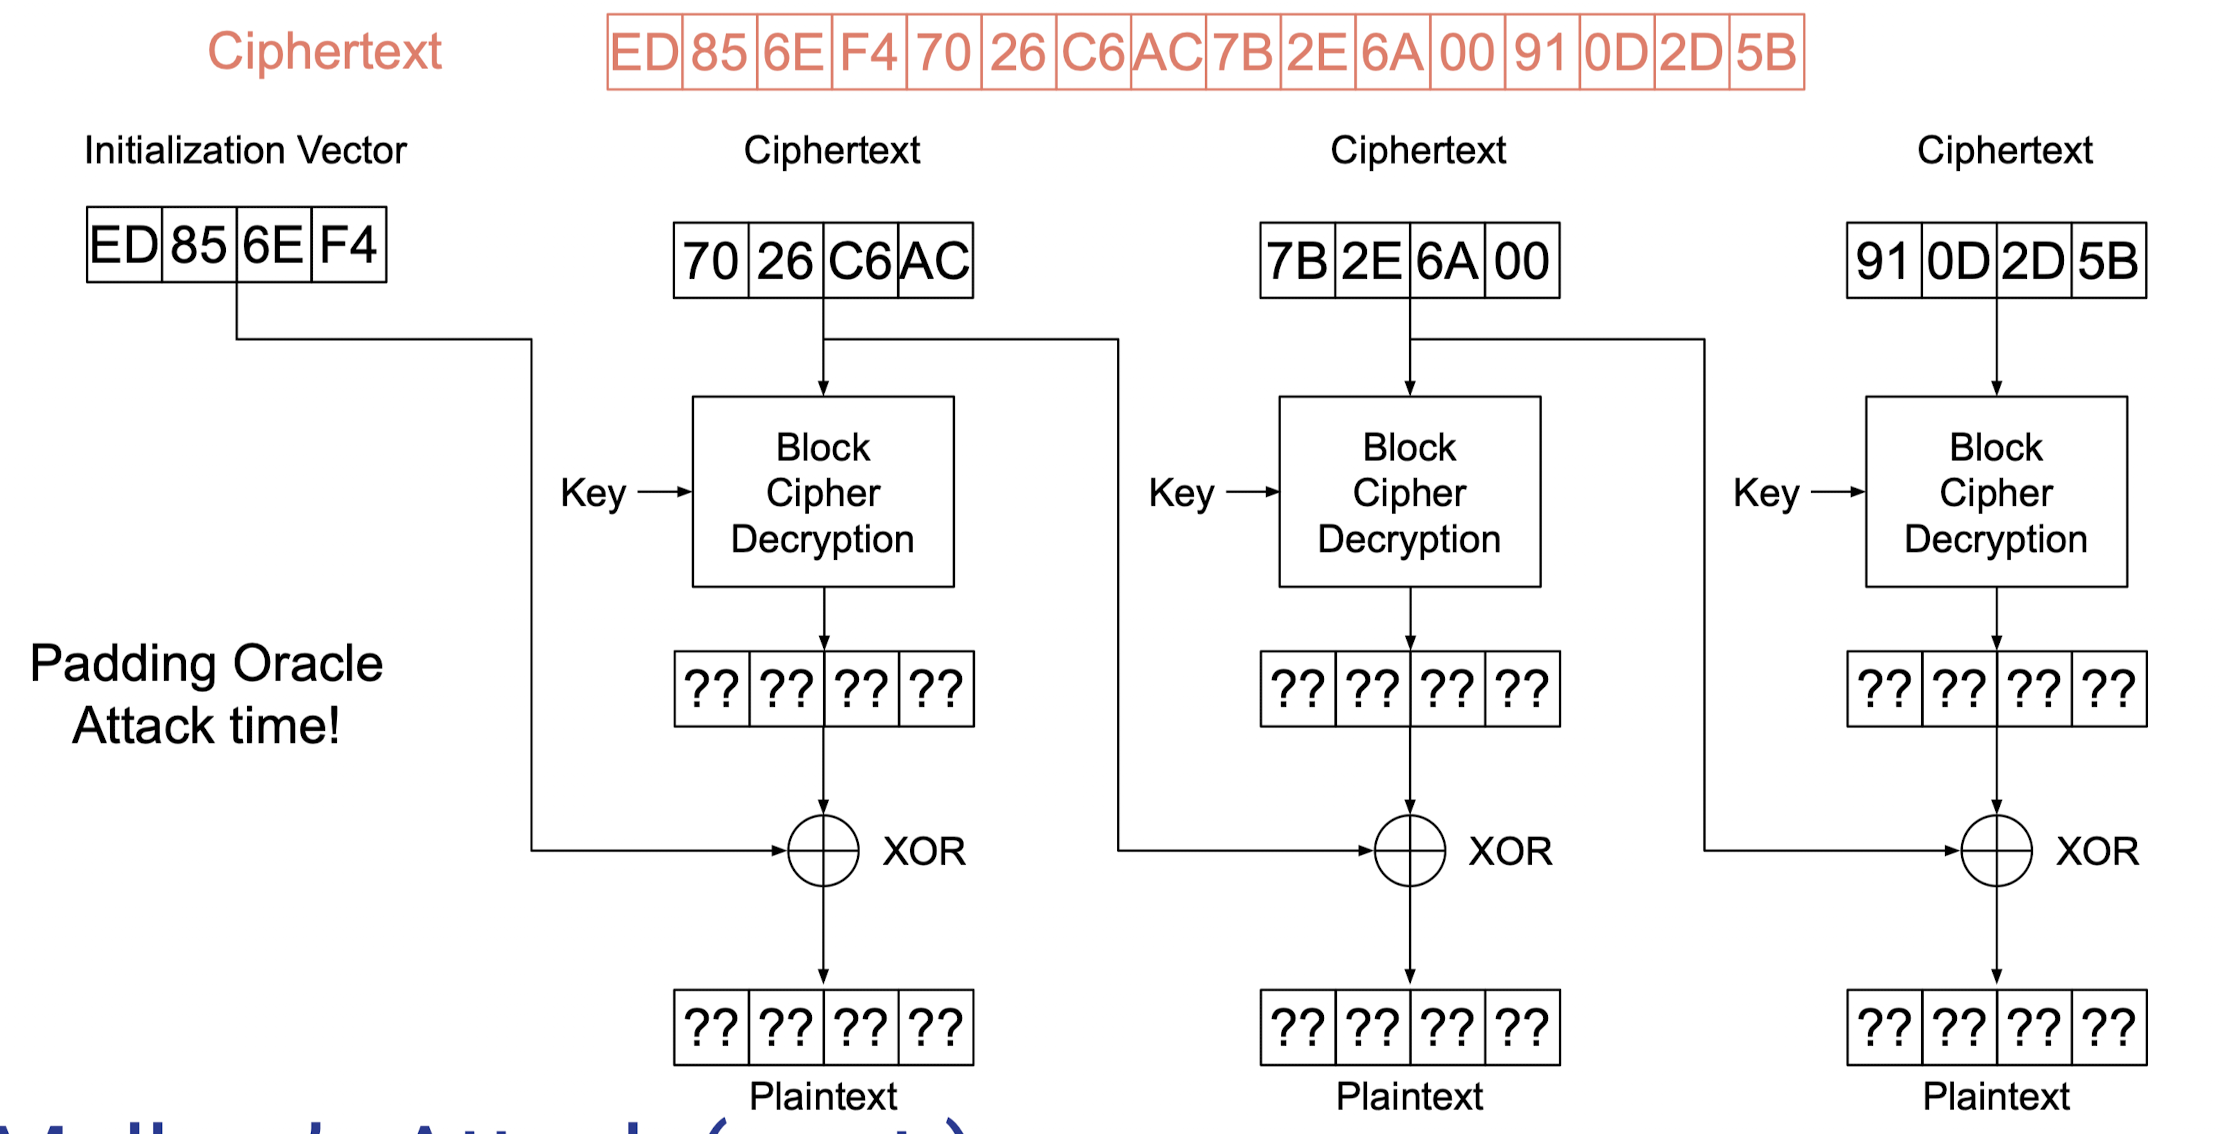 Ciphertext ED 85 6E F4 70 26 C6 AC 7B 2E 6A 00 91 0D 2D 5B
Initialization Vector
Ciphertext
Ciphertext
Ciphertext
ED 85 6E F4
70 26 C6 AC
7B 2E 6A 00
91 0D 2D 5B
Key
Block
Cipher
Decryption
Key
Block
Cipher
Decryption
Key
Block
Cipher
Decryption
Padding Oracle
Attack time!
?? ?? ?? ??
?? ?? ?? ??
?? ?? ?? ??
XOR
XOR
XOR
?? ?? ?? ??
?? ?? ?? ??
?? ?? ?? ??
Plaintext
Plaintext
Plaintext